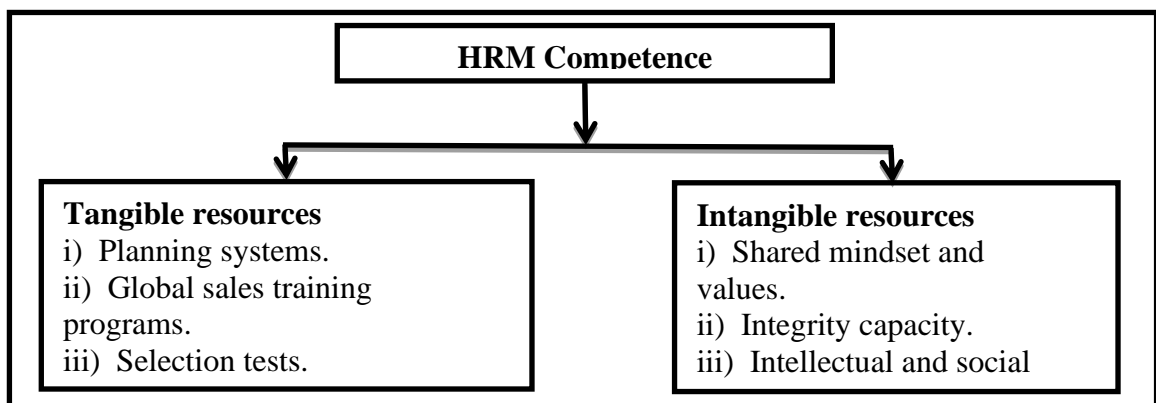 HRM Competence
Tangible resources
i) Planning systems.
ii) Global sales training
programs.
iii) Selection tests.
Intangible resources
i) Shared mindset and
values.
ii) Integrity capacity.
iii) Intellectual and social